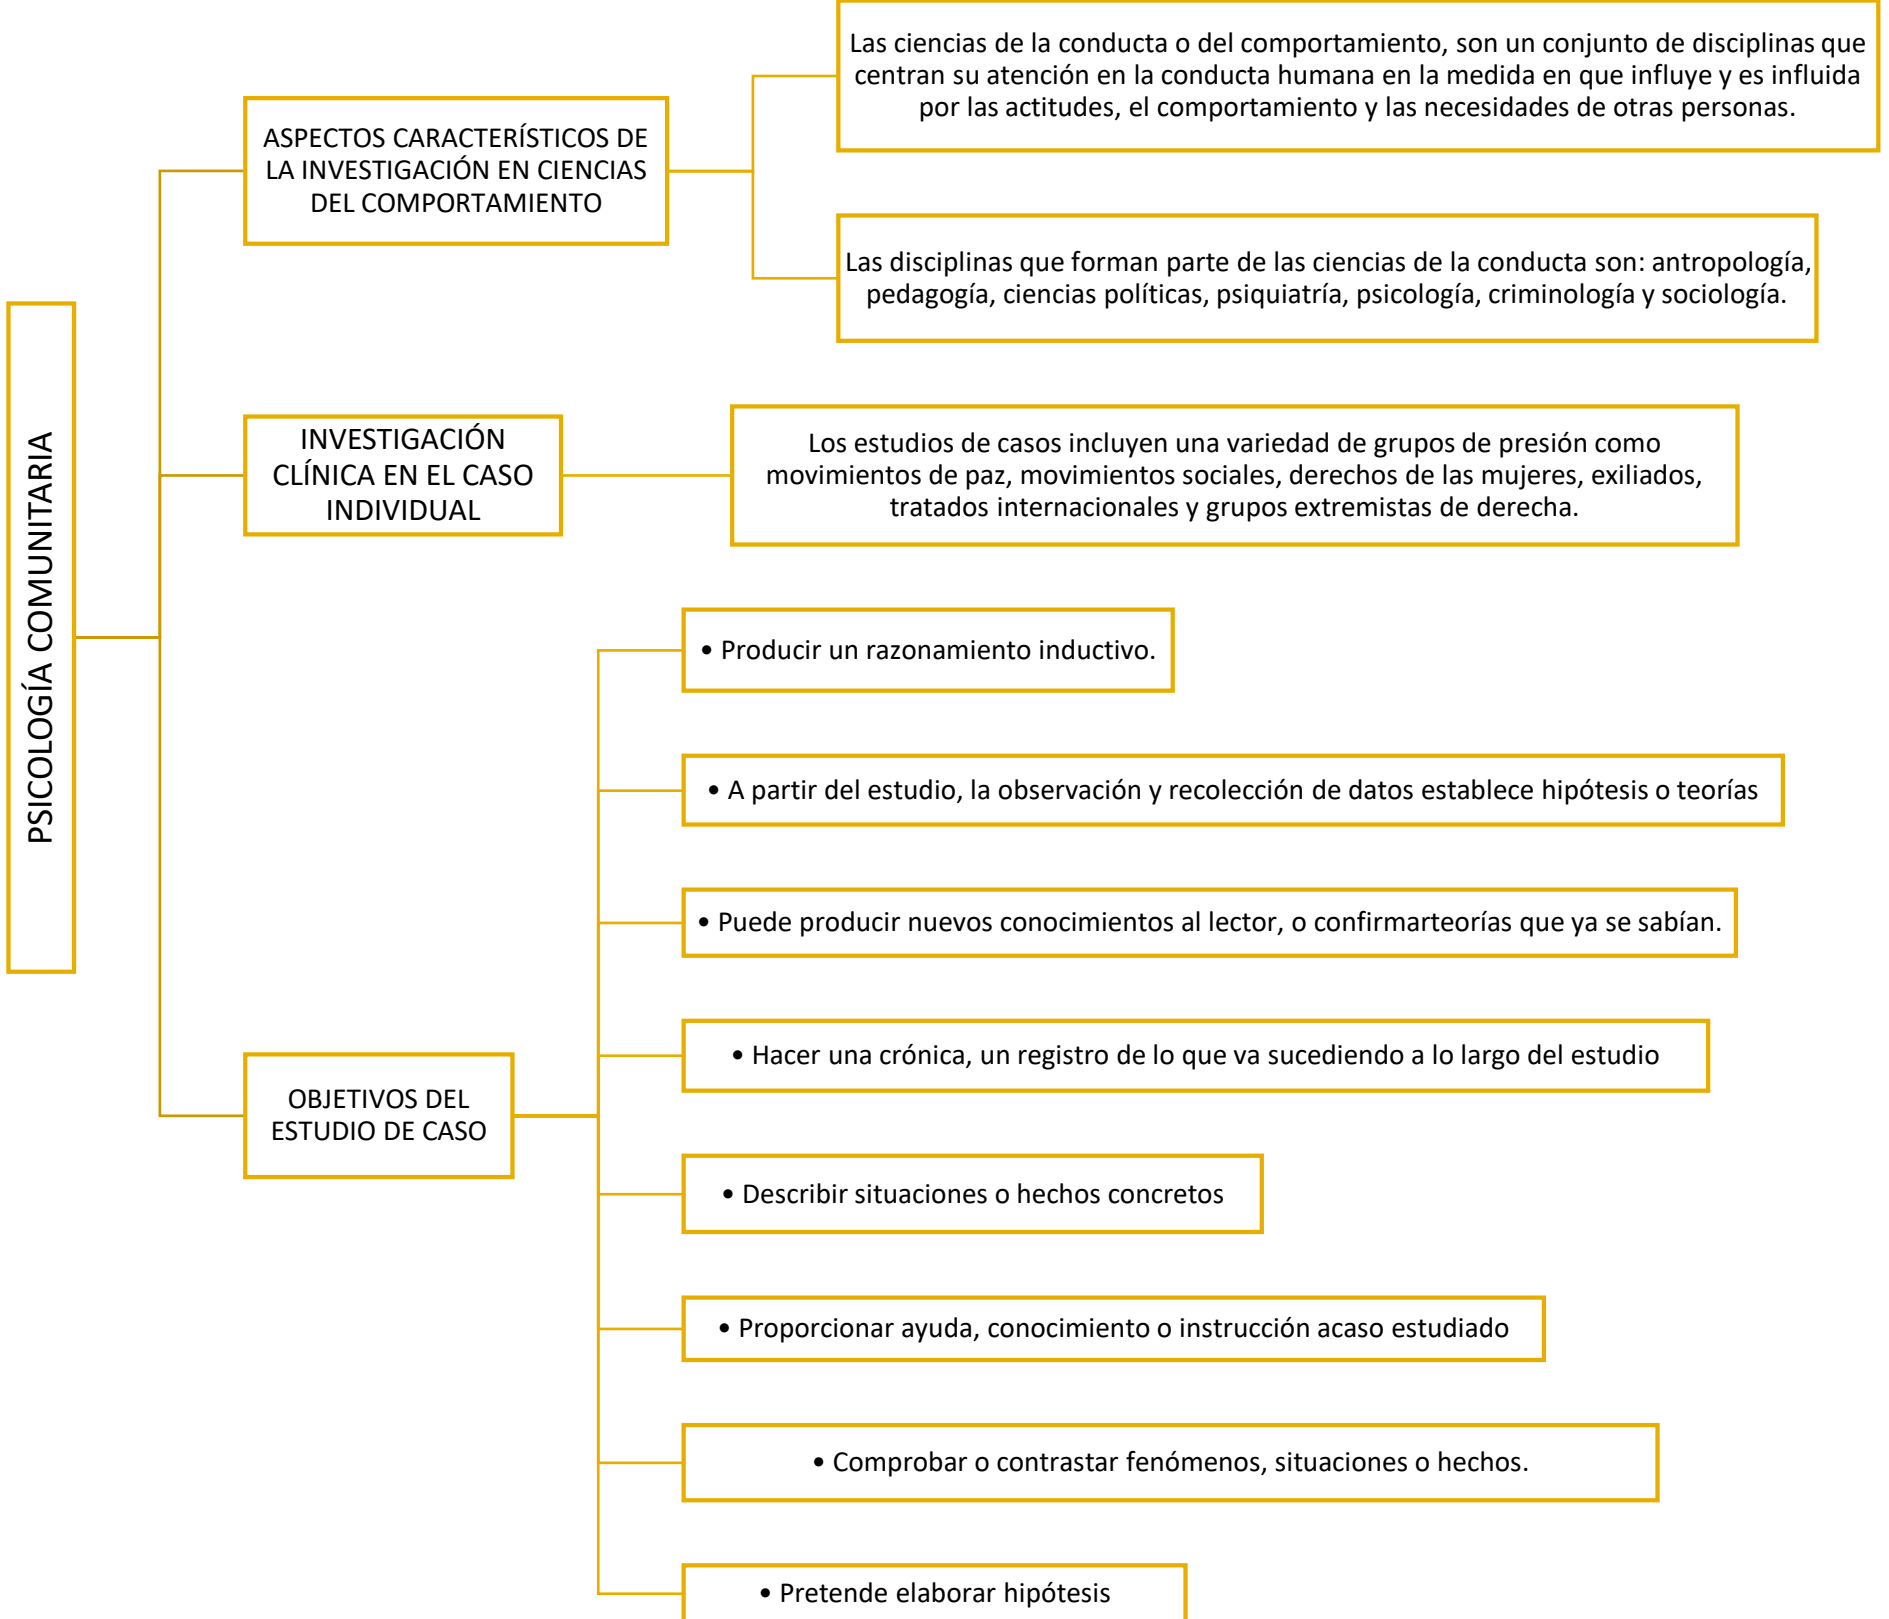 PSICOLOGÍA COMUNITARIA
ASPECTOS CARACTERÍSTICOS DE
LA INVESTIGACIÓN EN CIENCIAS
DEL COMPORTAMIENTO
Las ciencias de la conducta o del comportamiento, son un conjunto de disciplinas que
centran su atención en la conducta humana en la medida en que influye y es influida
por las actitudes, el comportamiento y las necesidades de otras personas.
Las disciplinas que forman parte de las ciencias de la conducta son: antropología,
pedagogía, ciencias políticas, psiquiatría, psicología, criminología y sociología.
INVESTIGACIÓN
CLÍNICA EN EL CASO
INDIVIDUAL
Los estudios de casos incluyen una variedad de grupos de presión como
movimientos de paz, movimientos sociales, derechos de las mujeres, exiliados,
tratados internacionales y grupos extremistas de derecha.
OBJETIVOS DEL
ESTUDIO DE CASO
• Producir un razonamiento inductivo.
• A partir del estudio, la observación y recolección de datos establece hipótesis o teorías
• Puede producir nuevos conocimientos al lector, o confirmarteorías que ya se sabían.
• Hacer una crónica, un registro de lo que va sucediendo a lo largo del estudio
• Describir situaciones o hechos concretos
• Proporcionar ayuda, conocimiento o instrucción acaso estudiado
• Comprobar o contrastar fenómenos, situaciones o hechos.
• Pretende elaborar hipótesis